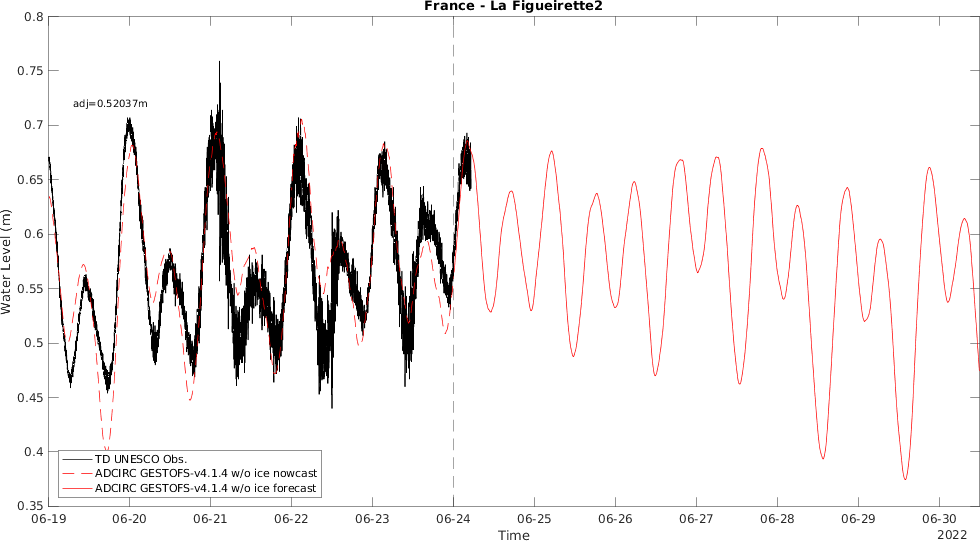 France - La Figueirette2
0.8
0.75
0.7
0.65
0.6
0.55
0.5
0.45
0.4
0.35
Water Level (m)
adj=0.52037m
TD UNESCO Obs.
ADCIRC GESTOFS-v4.1.4 w/o ice nowcast
ADCIRC GESTOFS-v4.1.4 w/o ice forecast
06-19 06-20 06-21 06-22 06-23 06-24 06-25 06-26 06-27 06-28 06-29 06-30
Time
2022